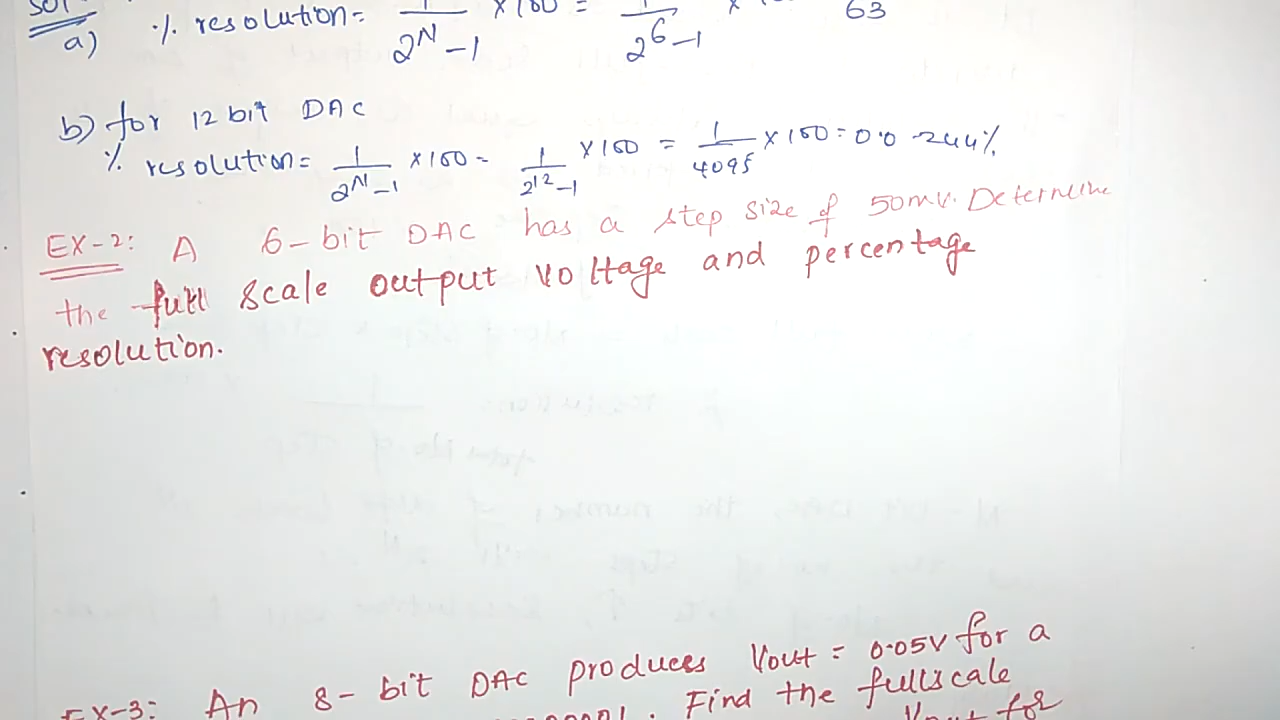 Sol
a) % resolution = 1/(2^N - 1) × 100 = 1/(2^6 - 1) × 63
b) for 12 bit DAC
% resolution = 1/(2^N - 1) × 100 = 1/(2^12 - 1) × 100 = 1/4095 × 100 = 0.0244%
EX-2: A 6-bit DAC has a step size of 50mv. Determine
the full scale output voltage and percentage
resolution.
EX-3: An 8-bit DAC produces Vout = 0.05V for a
. Find the fullscale
Vout for